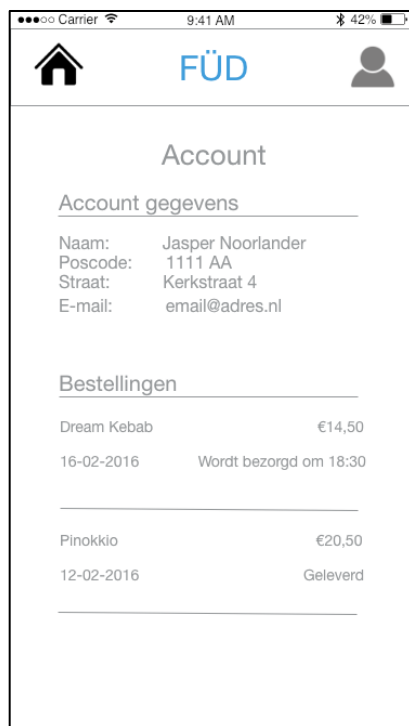 Carrier 9:41 AM 42%
FÜD
Account
Account gegevens
Naam: Jasper Noorlander
Poscode: 1111 AA
Straat: Kerkstraat 4
E-mail: email@adres.nl
Bestellingen
Dream Kebab €14,50
16-02-2016 Wordt bezorgd om 18:30
Pinokkio €20,50
12-02-2016 Geleverd